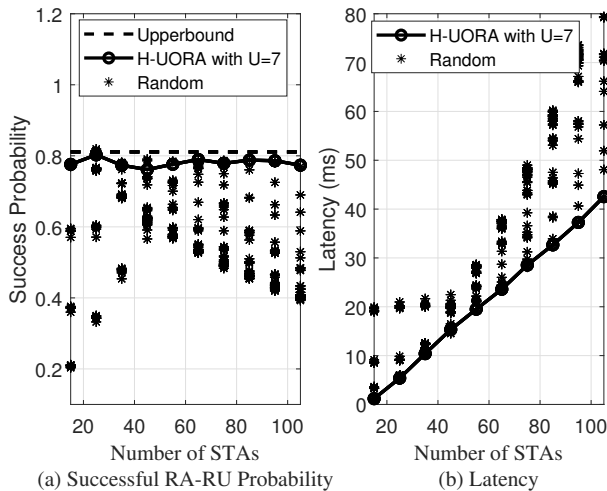 1.2
1
0.8
0.6
0.4
0.2
Success Probability
Upperbound
H-UORA with U=7
Random
20 40 60 80 100
Number of STAs
(a) Successful RA-RU Probability
80
70
60
50
40
30
20
10
0
Latency (ms)
H-UORA with U=7
Random
20 40 60 80 100
Number of STAs
(b) Latency